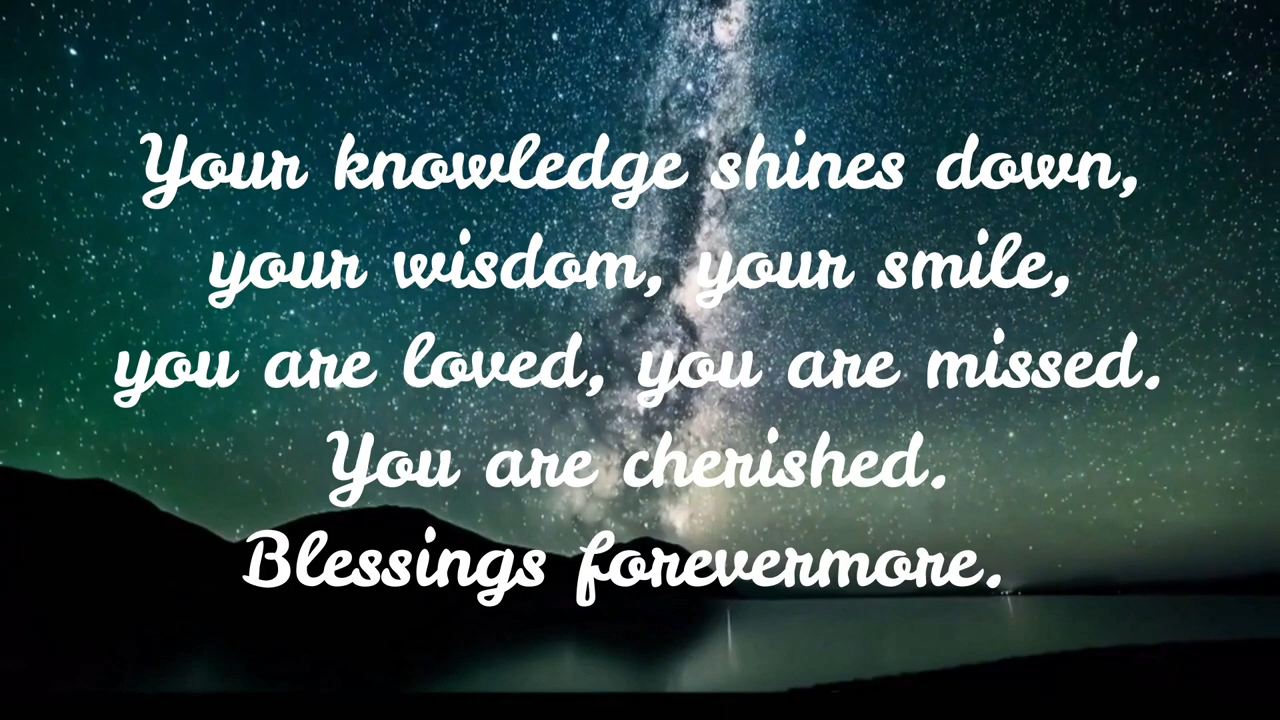 Your knowledge shines down,
your wisdom, your smile,
you are loved, you are missed.
You are cherished.
Blessings forevermore.